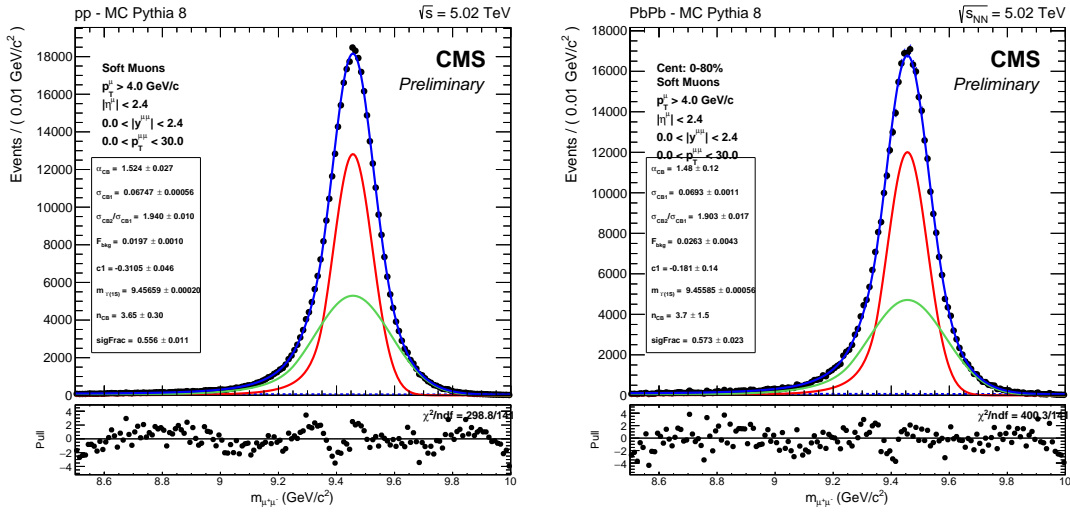 pp - MC Pythia 8
√s = 5.02 TeV
CMS
Preliminary
Soft Muons
p_T^μ > 4.0 GeV/c
|η^μ| < 2.4
0.0 < |y^μμ| < 2.4
0.0 < p_T^μμ < 30.0
α_CB = 1.524 ± 0.027
σ_CB1 = 0.06747 ± 0.00056
σ_CB2/σ_CB1 = 1.940 ± 0.010
F_bkg = 0.0197 ± 0.0010
c1 = -0.3105 ± 0.046
m_ϒ(1S) = 9.45659 ± 0.00020
n_CB = 3.65 ± 0.30
sigFrac = 0.556 ± 0.011
Events / ( 0.01 GeV/c² )
18000
16000
14000
12000
10000
8000
6000
4000
2000
0
χ²/ndf = 298.8/141
Pull
4
2
0
−2
−4
8.6 8.8 9 9.2 9.4 9.6 9.8 10
m_μ⁺μ⁻ (GeV/c²)
PbPb - MC Pythia 8
√s_NN = 5.02 TeV
CMS
Preliminary
Cent: 0-80%
Soft Muons
p_T^μ > 4.0 GeV/c
|η^μ| < 2.4
0.0 < |y^μμ| < 2.4
0.0 < p_T^μμ < 30.0
α_CB = 1.48 ± 0.12
σ_CB1 = 0.0693 ± 0.0011
σ_CB2/σ_CB1 = 1.903 ± 0.017
F_bkg = 0.0263 ± 0.0043
c1 = -0.181 ± 0.14
m_ϒ(1S) = 9.45585 ± 0.00056
n_CB = 3.7 ± 1.5
sigFrac = 0.573 ± 0.023
Events / ( 0.01 GeV/c² )
18000
16000
14000
12000
10000
8000
6000
4000
2000
0
χ²/ndf = 400.3/141
Pull
4
2
0
−2
−4
8.6 8.8 9 9.2 9.4 9.6 9.8 10
m_μ⁺μ⁻ (GeV/c²)